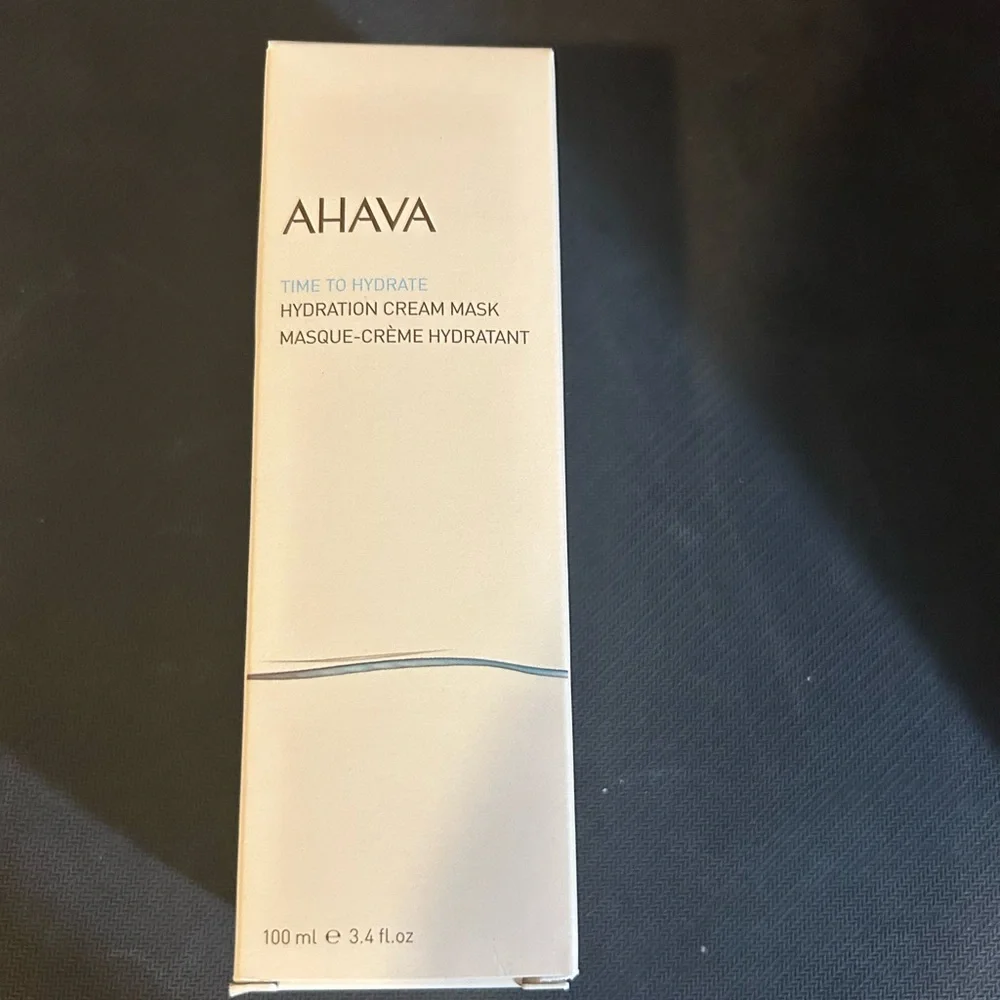 AHAVA
TIME TO HYDRATE
HYDRATION CREAM MASK
MASQUE-CRÈME HYDRATANT
100 ml ℮ 3.4 fl.oz